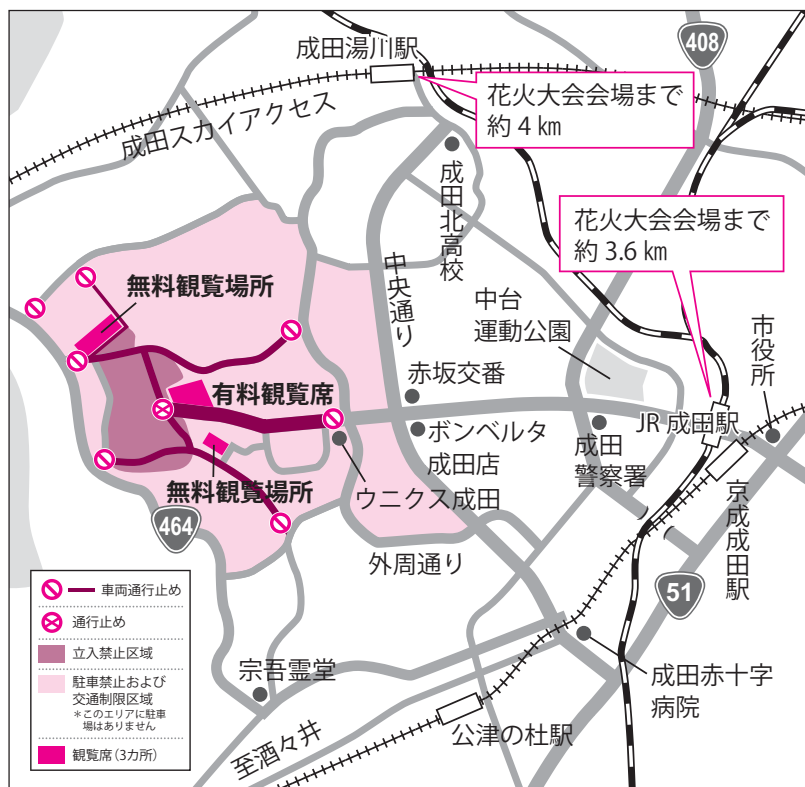 成田湯川駅
408
花火大会会場まで
約 4 km
成田スカイアクセス
成田北高校
花火大会会場まで
約 3.6 km
中央通り
無料観覧場所
中台
運動公園
市役所
赤坂交番
有料観覧席
JR 成田駅
ボンベルタ
成田店
成田
警察署
無料観覧場所
ウニクス成田
京成成田駅
464
外周通り
51
車両通行止め
通行止め
立入禁止区域
駐車禁止および
交通制限区域
＊このエリアに駐車
場はありません
観覧席（3カ所）
宗吾霊堂
成田赤十字
病院
公津の杜駅
至酒々井